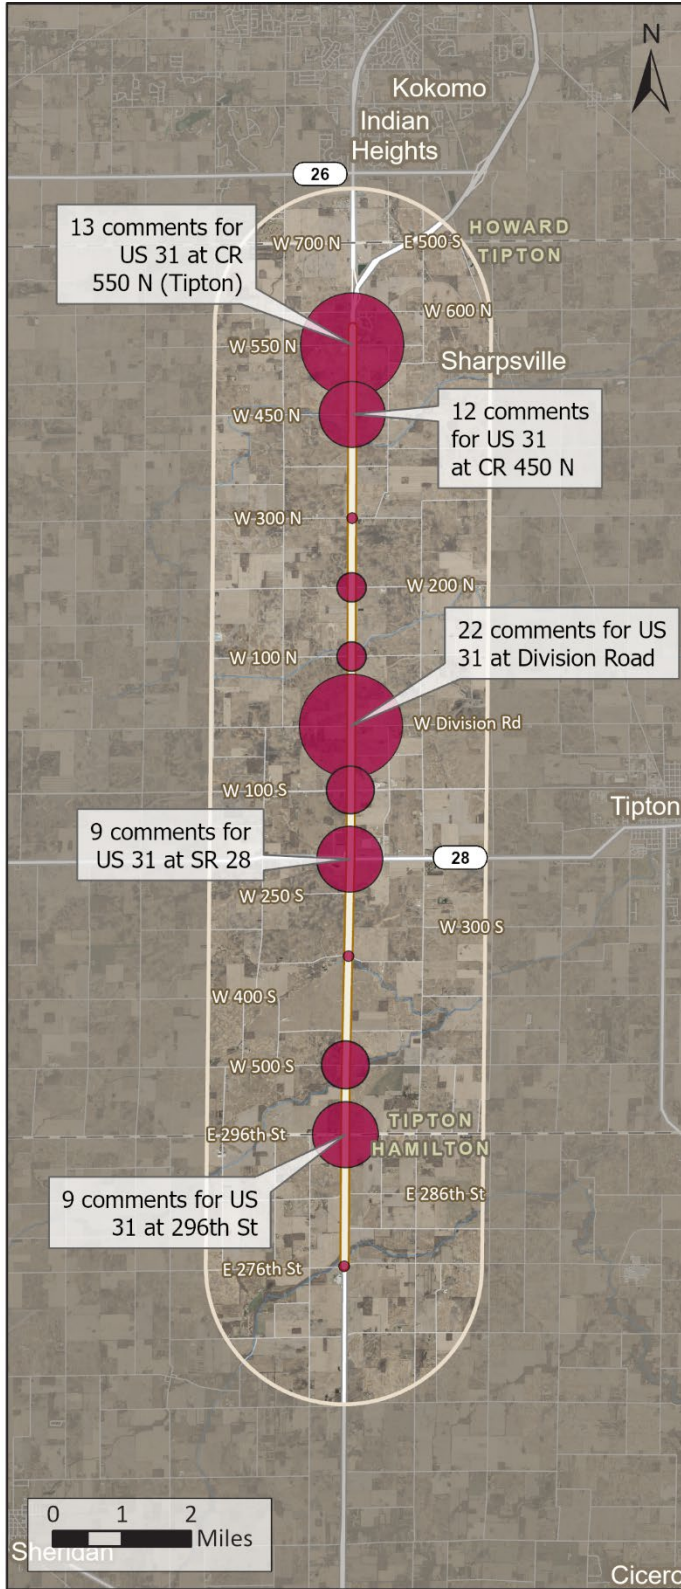 N
Kokomo
Indian
Heights
26
13 comments for
US 31 at CR
550 N (Tipton)
HOWARD
W 700 N
E 500 S
TIPTON
W 600 N
W 550 N
Sharpsville
W 450 N
12 comments
for US 31
at CR 450 N
W 300 N
W 200 N
22 comments for US
31 at Division Road
W 100 N
W Division Rd
W 100 S
Tipton
9 comments for
US 31 at SR 28
28
W 250 S
W 300 S
W 400 S
W 500 S
TIPTON
E 296th St
HAMILTON
9 comments for US
31 at 296th St
E 286th St
E 276th St
0 1 2
Miles
Sheridan
Cicero